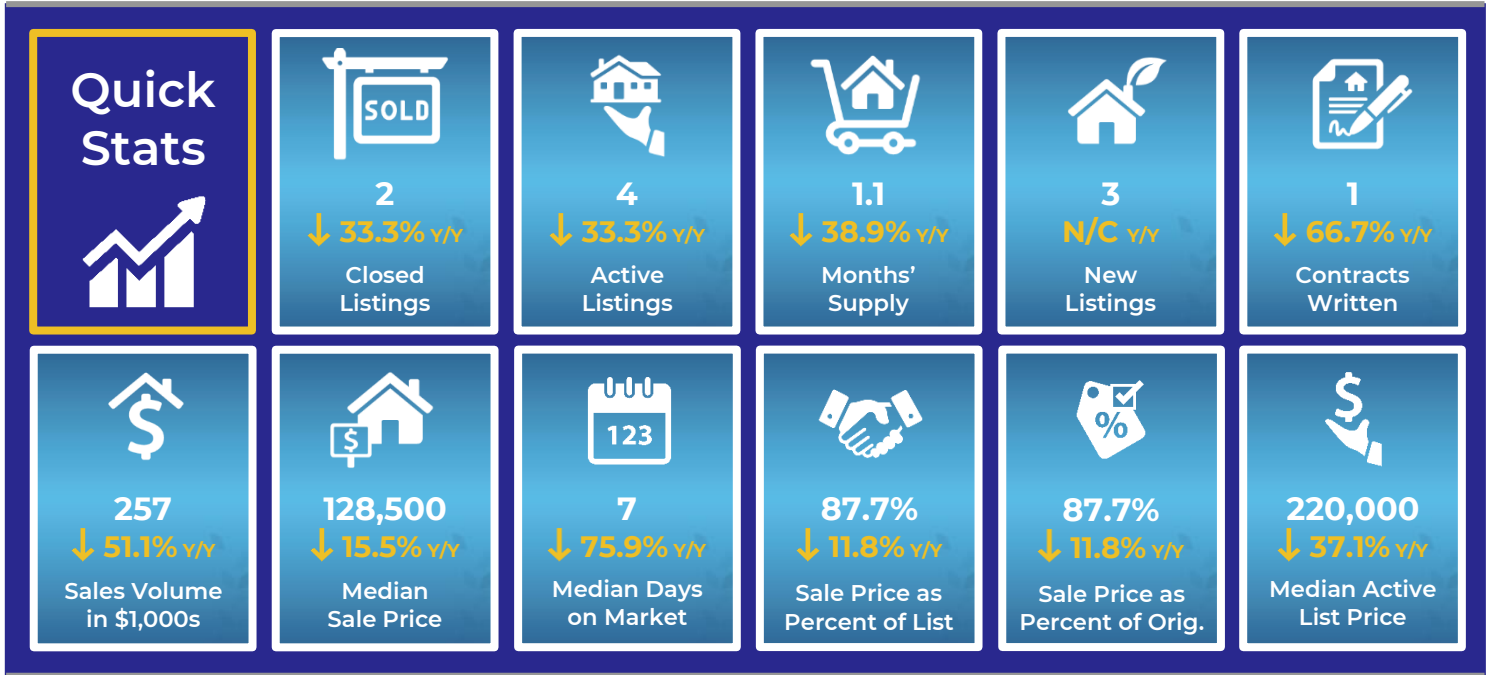 Quick
Stats
SOLD
2
↓ 33.3% Y/Y
Closed
Listings
4
↓ 33.3% Y/Y
Active
Listings
1.1
↓ 38.9% Y/Y
Months’
Supply
3
N/C Y/Y
New
Listings
1
↓ 66.7% Y/Y
Contracts
Written
$
257
↓ 51.1% Y/Y
Sales Volume
in $1,000s
$
128,500
↓ 15.5% Y/Y
Median
Sale Price
123
7
↓ 75.9% Y/Y
Median Days
on Market
87.7%
↓ 11.8% Y/Y
Sale Price as
Percent of List
%
87.7%
↓ 11.8% Y/Y
Sale Price as
Percent of Orig.
$
220,000
↓ 37.1% Y/Y
Median Active
List Price